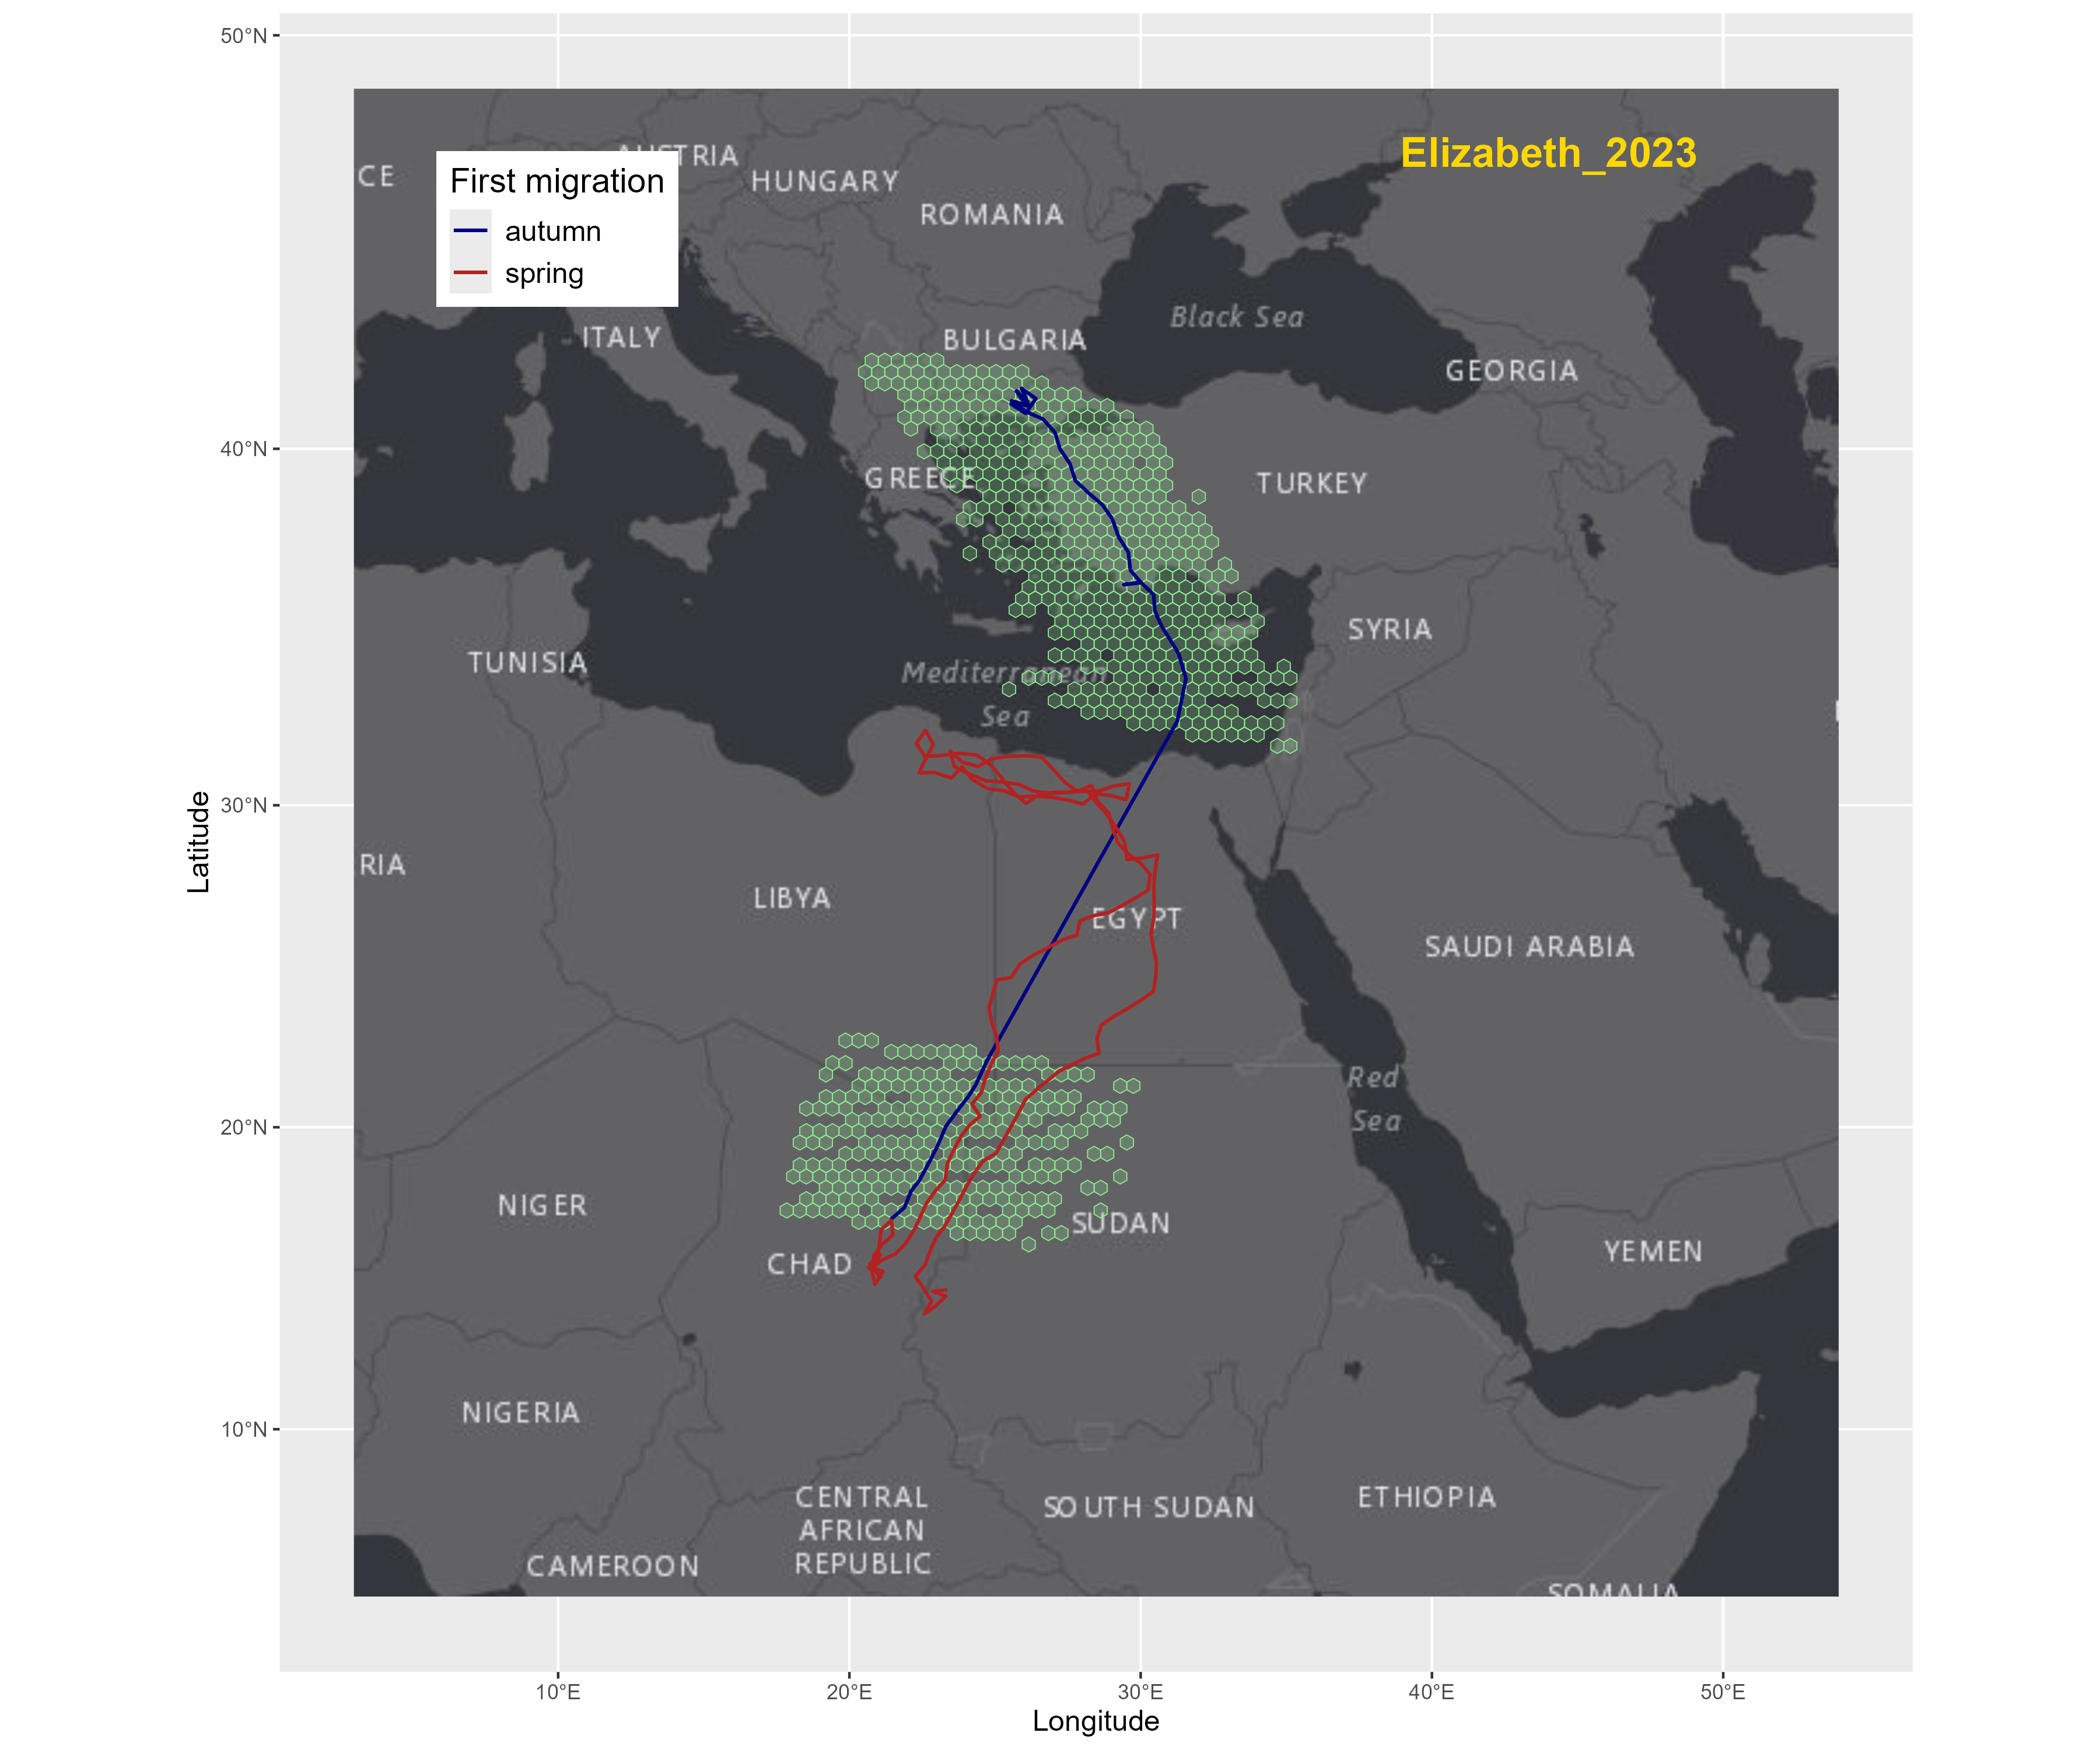 50°N
40°N
30°N
20°N
10°N
Latitude
10°E
20°E
30°E
40°E
50°E
Longitude
Elizabeth_2023
First migration
autumn
spring
CE
AUSTRIA
HUNGARY
ROMANIA
ITALY
BULGARIA
Black Sea
GEORGIA
GREECE
TURKEY
TUNISIA
Mediterranean
Sea
SYRIA
RIA
LIBYA
EGYPT
SAUDI ARABIA
Red
Sea
NIGER
CHAD
SUDAN
YEMEN
NIGERIA
CENTRAL
AFRICAN
REPUBLIC
SOUTH SUDAN
ETHIOPIA
CAMEROON
SOMALIA